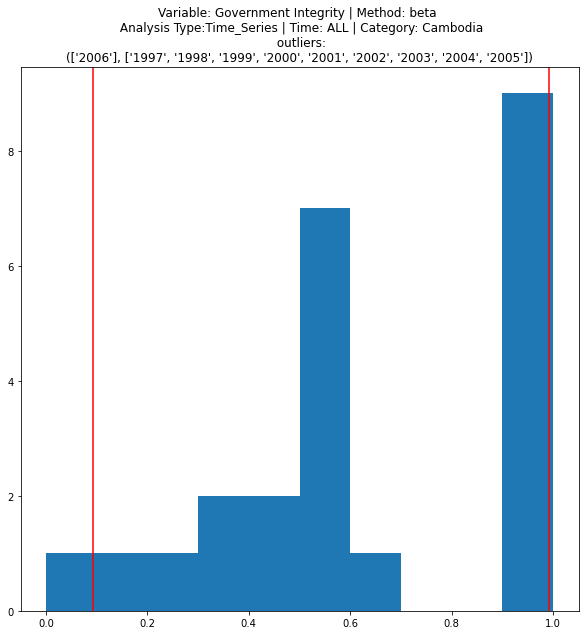 Variable: Government Integrity | Method: beta
Analysis Type:Time_Series | Time: ALL | Category: Cambodia
outliers:
(['2006'], ['1997', '1998', '1999', '2000', '2001', '2002', '2003', '2004', '2005'])
8
6
4
2
0
0.0 0.2 0.4 0.6 0.8 1.0